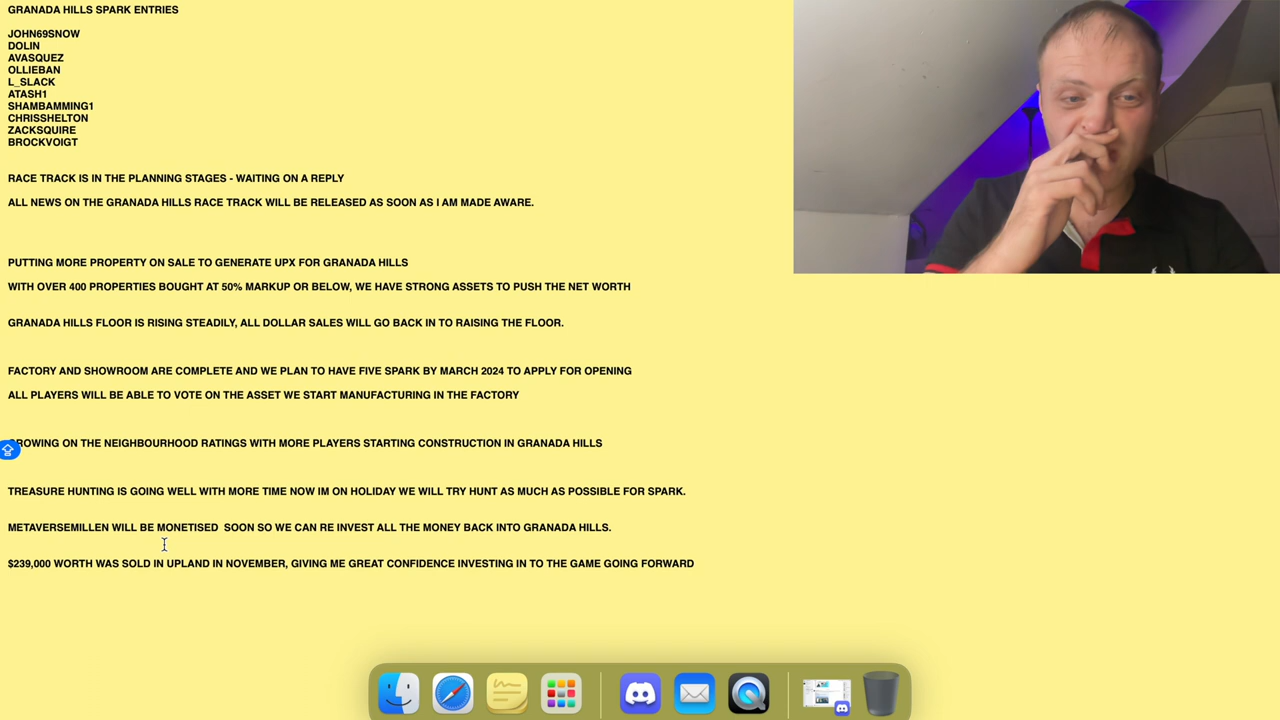 GRANADA HILLS SPARK ENTRIES
JOHN69SNOW
DOLIN
AVASQUEZ
OLLIEBAN
L_SLACK
ATASH1
SHAMBAMMING1
CHRISSHELTON
ZACKSQUIRE
BROCKVOIGT
RACE TRACK IS IN THE PLANNING STAGES - WAITING ON A REPLY
ALL NEWS ON THE GRANADA HILLS RACE TRACK WILL BE RELEASED AS SOON AS I AM MADE AWARE.
PUTTING MORE PROPERTY ON SALE TO GENERATE UPX FOR GRANADA HILLS
WITH OVER 400 PROPERTIES BOUGHT AT 50% MARKUP OR BELOW, WE HAVE STRONG ASSETS TO PUSH THE NET WORTH
GRANADA HILLS FLOOR IS RISING STEADILY, ALL DOLLAR SALES WILL GO BACK IN TO RAISING THE FLOOR.
FACTORY AND SHOWROOM ARE COMPLETE AND WE PLAN TO HAVE FIVE SPARK BY MARCH 2024 TO APPLY FOR OPENING
ALL PLAYERS WILL BE ABLE TO VOTE ON THE ASSET WE START MANUFACTURING IN THE FACTORY
GROWING ON THE NEIGHBOURHOOD RATINGS WITH MORE PLAYERS STARTING CONSTRUCTION IN GRANADA HILLS
TREASURE HUNTING IS GOING WELL WITH MORE TIME NOW IM ON HOLIDAY WE WILL TRY HUNT AS MUCH AS POSSIBLE FOR SPARK.
METAVERSEMILLEN WILL BE MONETISED  SOON SO WE CAN RE INVEST ALL THE MONEY BACK INTO GRANADA HILLS.
$239,000 WORTH WAS SOLD IN UPLAND IN NOVEMBER, GIVING ME GREAT CONFIDENCE INVESTING IN TO THE GAME GOING FORWARD